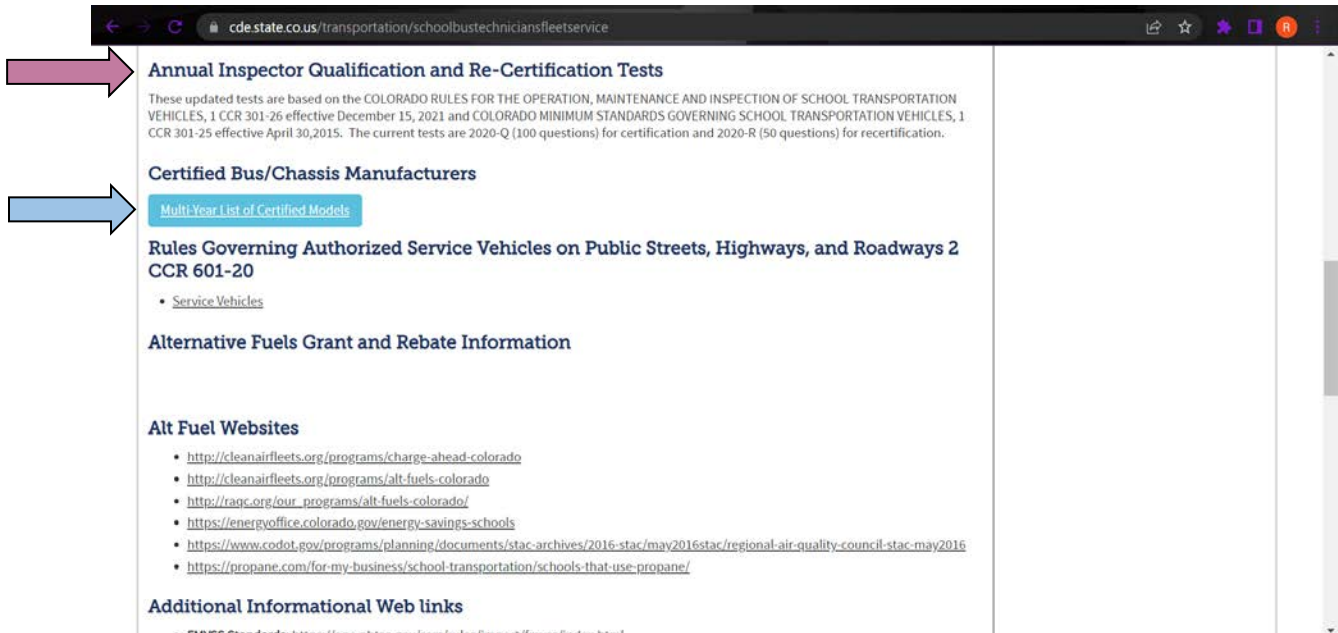 cde.state.co.us/transportation/schoolbustechniciansfleetservice
R
Annual Inspector Qualification and Re-Certification Tests
These updated tests are based on the COLORADO RULES FOR THE OPERATION, MAINTENANCE AND INSPECTION OF SCHOOL TRANSPORTATION
VEHICLES, 1 CCR 301-26 effective December 15, 2021 and COLORADO MINIMUM STANDARDS GOVERNING SCHOOL TRANSPORTATION VEHICLES, 1
CCR 301-25 effective April 30,2015. The current tests are 2020-Q (100 questions) for certification and 2020-R (50 questions) for recertification.
Certified Bus/Chassis Manufacturers
Multi-Year List of Certified Models
Rules Governing Authorized Service Vehicles on Public Streets, Highways, and Roadways 2
CCR 601-20
• Service Vehicles
Alternative Fuels Grant and Rebate Information
Alt Fuel Websites
• http://cleanairfleets.org/programs/charge-ahead-colorado
• http://cleanairfleets.org/programs/alt-fuels-colorado
• http://raqc.org/our_programs/alt-fuels-colorado/
• https://energyoffice.colorado.gov/energy-savings-schools
• https://www.codot.gov/programs/planning/documents/stac-archives/2016-stac/may2016stac/regional-air-quality-council-stac-may2016
• https://propane.com/for-my-business/school-transportation/schools-that-use-propane/
Additional Informational Web links